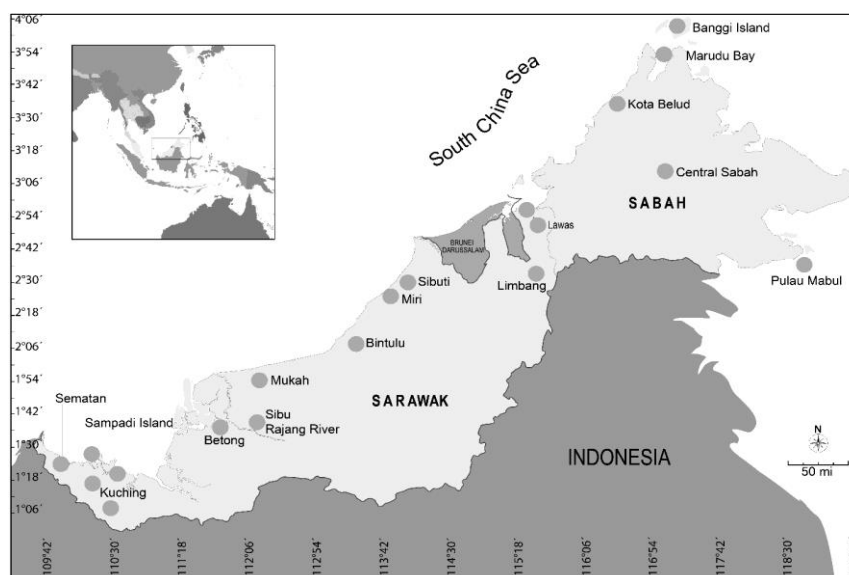 4°06'
3°54'
3°42'
3°30'
3°18'
3°06'
2°54'
2°42'
2°30'
2°18'
2°06'
1°54'
1°42'
1°30'
1°18'
1°06'
Banggi Island
Marudu Bay
South China Sea
Kota Belud
Central Sabah
SABAH
Lawas
BRUNEI
DARUSSALAM
Limbang
Pulau Mabul
Sibuti
Miri
Bintulu
Mukah
SARAWAK
Sematan
Sampadi Island
Sibu
Rajang River
Betong
Kuching
INDONESIA
N
50 mi
109°42'
110°30'
111°18'
112°06'
112°54'
113°42'
114°30'
115°18'
116°06'
116°54'
117°42'
118°30'